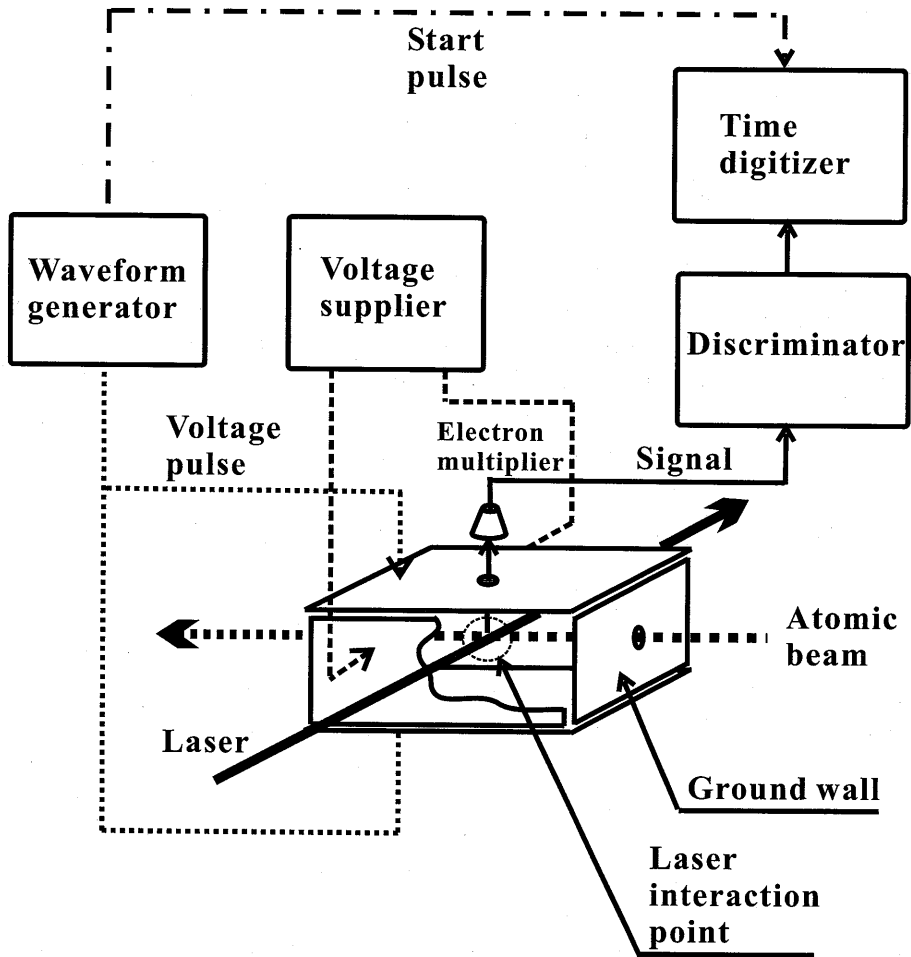 Start
pulse
Time
digitizer
Waveform
generator
Voltage
supplier
Discriminator
Voltage
pulse
Electron
multiplier
Signal
Atomic
beam
Laser
Ground wall
Laser
interaction
point